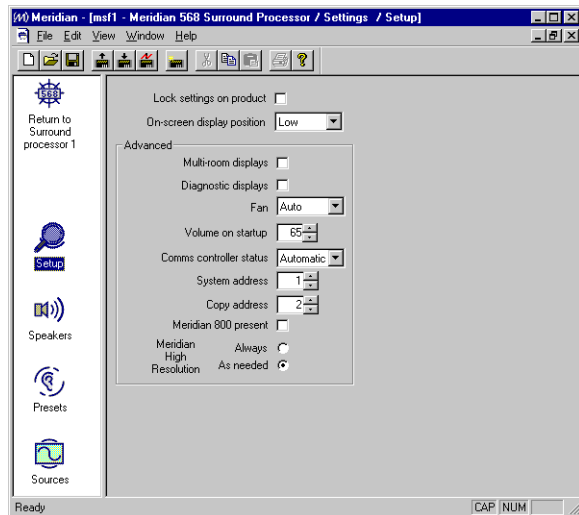 (M) Meridian - [msf1 - Meridian 568 Surround Processor / Settings / Setup]
File Edit View Window Help
568
Return to
Surround
processor 1
Setup
Speakers
Presets
Sources
Lock settings on product
On-screen display position Low
Advanced
Multi-room displays
Diagnostic displays
Fan Auto
Volume on startup 65
Comms controller status Automatic
System address 1
Copy address 2
Meridian 800 present
Meridian
High
Resolution
Always
As needed
Ready CAP NUM